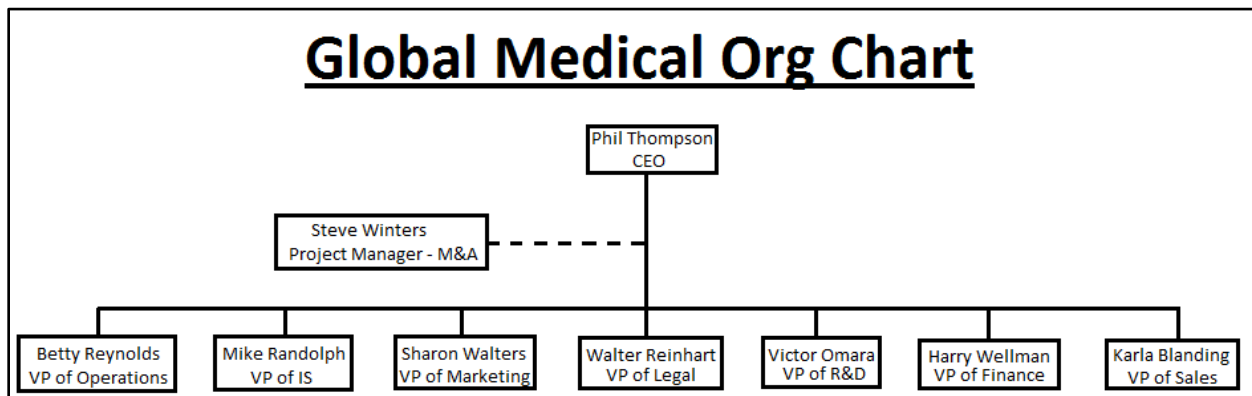 Global Medical Org Chart
Phil Thompson
CEO
Steve Winters
Project Manager - M&A
Betty Reynolds
VP of Operations
Mike Randolph
VP of IS
Sharon Walters
VP of Marketing
Walter Reinhart
VP of Legal
Victor Omara
VP of R&D
Harry Wellman
VP of Finance
Karla Blanding
VP of Sales